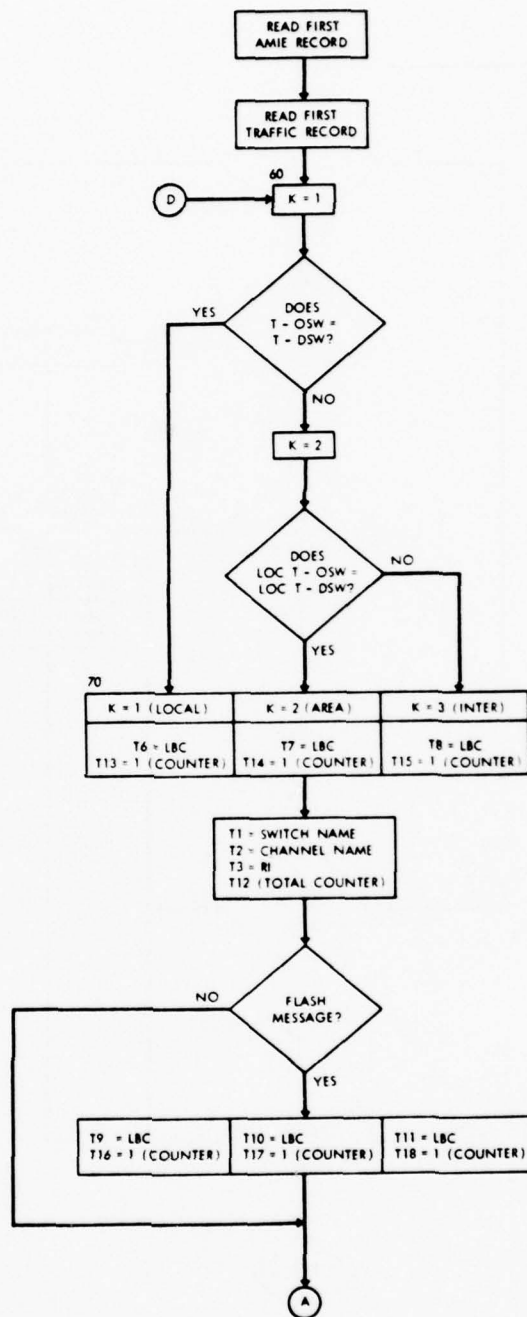 READ FIRST
AMIE RECORD
READ FIRST
TRAFFIC RECORD
60
D
K = 1
DOES
T - OSW =
T - DSW?
YES
NO
K = 2
DOES
LOC T - OSW =
LOC T - DSW?
NO
YES
70
K = 1 (LOCAL)
K = 2 (AREA)
K = 3 (INTER)
T6 = LBC
T13 = 1 (COUNTER)
T7 = LBC
T14 = 1 (COUNTER)
T8 = LBC
T15 = 1 (COUNTER)
T1 = SWITCH NAME
T2 = CHANNEL NAME
T3 = RI
T12 (TOTAL COUNTER)
NO
FLASH
MESSAGE?
YES
T9 = LBC
T16 = 1 (COUNTER)
T10 = LBC
T17 = 1 (COUNTER)
T11 = LBC
T18 = 1 (COUNTER)
A